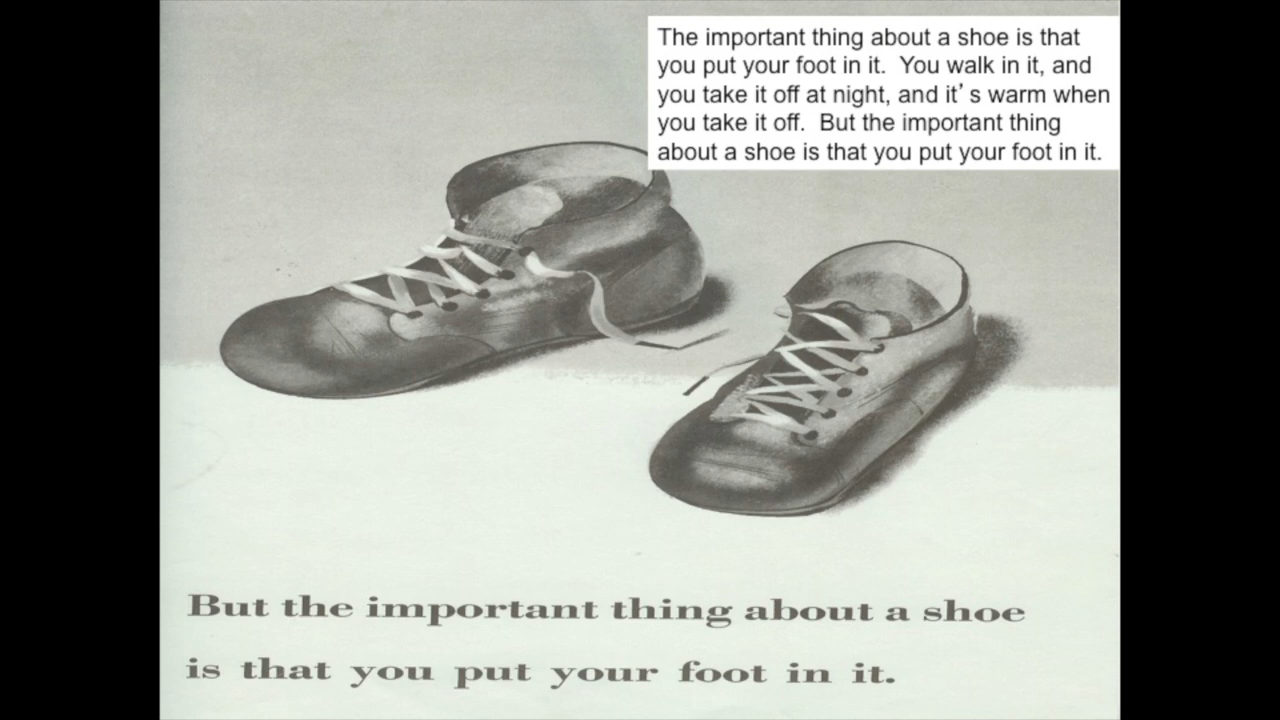 The important thing about a shoe is that
you put your foot in it.  You walk in it, and
you take it off at night, and it’s warm when
you take it off.  But the important thing
about a shoe is that you put your foot in it.
But the important thing about a shoe
is that you put your foot in it.